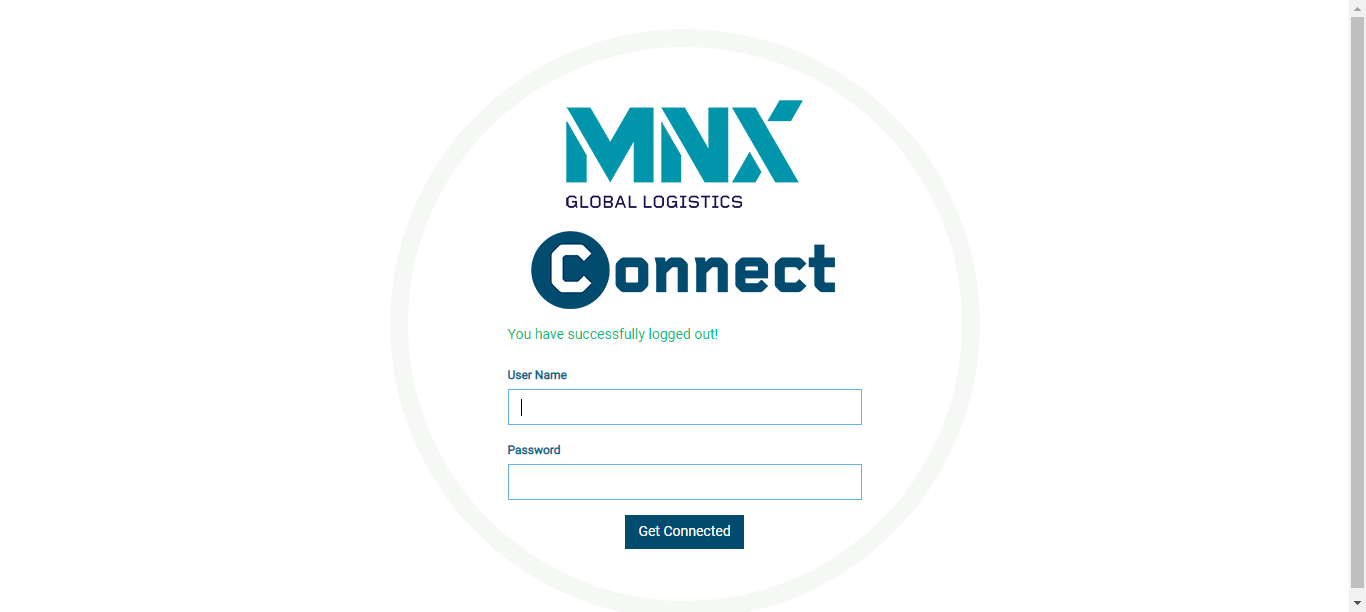 MNX
GLOBAL LOGISTICS
Connect
You have successfully logged out!
User Name
Password
Get Connected